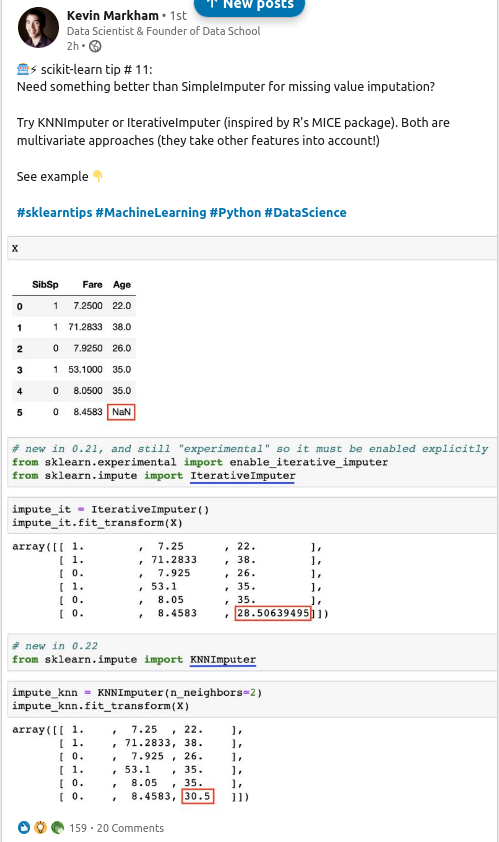 ↑ New posts
Kevin Markham • 1st
Data Scientist & Founder of Data School
2h •
scikit-learn tip # 11:
Need something better than SimpleImputer for missing value imputation?
Try KNNImputer or IterativeImputer (inspired by R's MICE package). Both are
multivariate approaches (they take other features into account!)
See example
#sklearntips #MachineLearning #Python #DataScience
X
SibSp Fare Age
0 1 7.2500 22.0
1 1 71.2833 38.0
2 0 7.9250 26.0
3 1 53.1000 35.0
4 0 8.0500 35.0
5 0 8.4583 NaN
# new in 0.21, and still "experimental" so it must be enabled explicitly
from sklearn.experimental import enable_iterative_imputer
from sklearn.impute import IterativeImputer
impute_it = IterativeImputer()
impute_it.fit_transform(X)
array([[ 1. , 7.25 , 22. ],
[ 1. , 71.2833 , 38. ],
[ 0. , 7.925 , 26. ],
[ 1. , 53.1 , 35. ],
[ 0. , 8.05 , 35. ],
[ 0. , 8.4583 , 28.50639495]])
# new in 0.22
from sklearn.impute import KNNImputer
impute_knn = KNNImputer(n_neighbors=2)
impute_knn.fit_transform(X)
array([[ 1. , 7.25 , 22. ],
[ 1. , 71.2833, 38. ],
[ 0. , 7.925 , 26. ],
[ 1. , 53.1 , 35. ],
[ 0. , 8.05 , 35. ],
[ 0. , 8.4583, 30.5 ]])
159 • 20 Comments